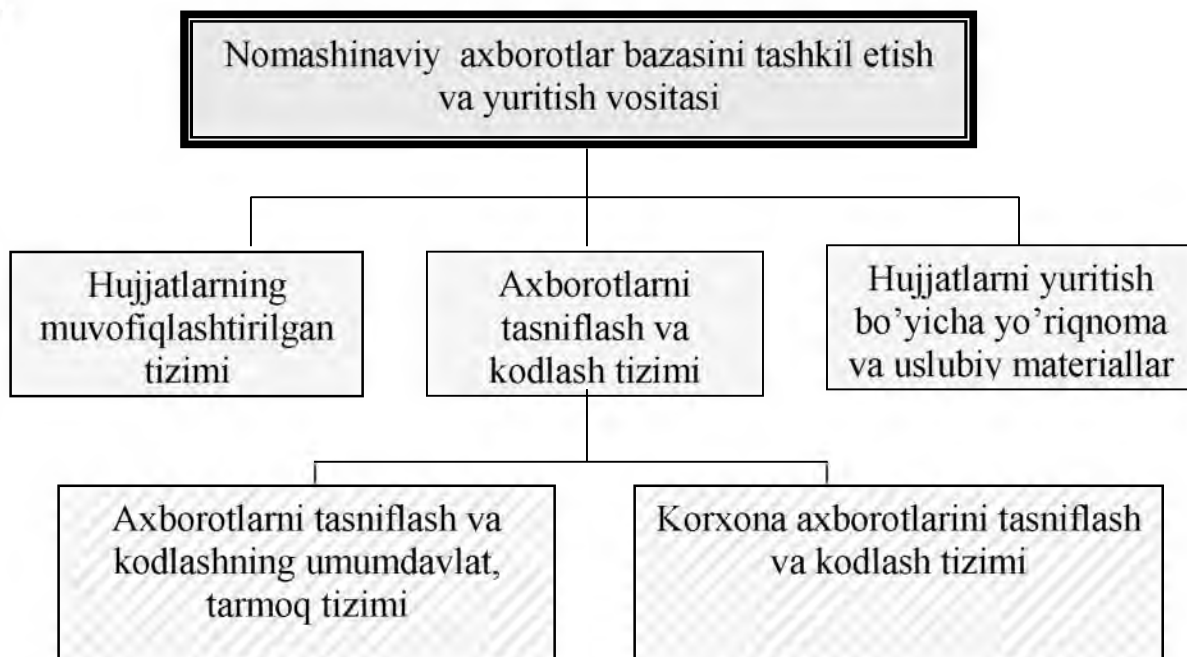 Nomashinaviy axborotlar bazasini tashkil etish
va yuritish vositasi
Hujjatlarning
muvofiqlashtirilgan
tizimi
Axborotlarni
tasniflash va
kodlash tizimi
Hujjatlarni yuritish
bo’yicha yo’riqnoma
va uslubiy materiallar
Axborotlarni tasniflash va
kodlashning umumdavlat,
tarmoq tizimi
Korxona axborotlarini tasniflash
va kodlash tizimi